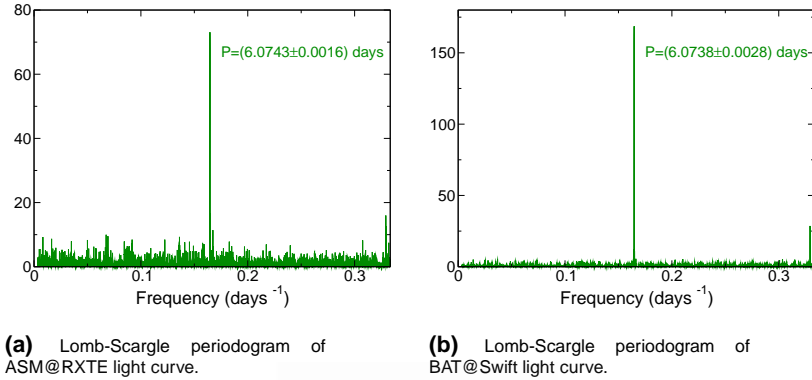 80
60
40
20
0
0 0.1 0.2 0.3
P=(6.0743±0.0016) days
Frequency (days -1)
150
100
50
0
0 0.1 0.2 0.3
P=(6.0738±0.0028) days
Frequency (days -1)
(a) Lomb-Scargle periodogram of
ASM@RXTE light curve.
(b) Lomb-Scargle periodogram of
BAT@Swift light curve.